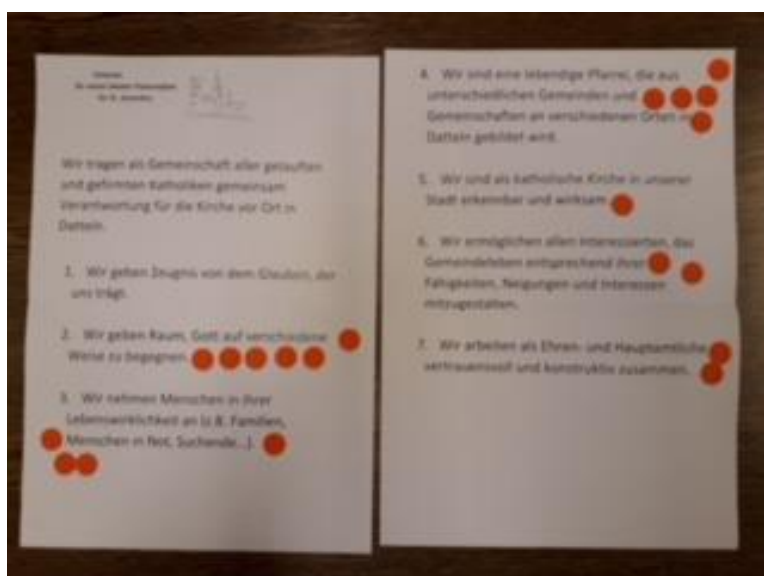 Wir tragen als Gemeinschaft aller getauften
und gefirmten Katholiken gemeinsam
Verantwortung für die Kirche vor Ort in
Datteln.
1. Wir geben Zeugnis von dem Glauben, der
uns trägt.
2. Wir geben Raum, Gott auf verschiedene
Weise zu begegnen.
3. Wir nehmen Menschen in ihrer
Lebenswirklichkeit an (z.B. Familien,
Menschen in Not, Suchende...).
4. Wir sind eine lebendige Pfarrei, die aus
unterschiedlichen Gemeinden und
Gemeinschaften an verschiedenen Orten in
Datteln gebildet wird.
5. Wir sind als katholische Kirche in unserer
Stadt erkennbar und wirksam
6. Wir ermöglichen allen Interessierten, das
Gemeindeleben entsprechend ihrer
Fähigkeiten, Neigungen und Interessen
mitzugestalten.
7. Wir arbeiten als Ehren- und Hauptamtliche
vertrauensvoll und konstruktiv zusammen.